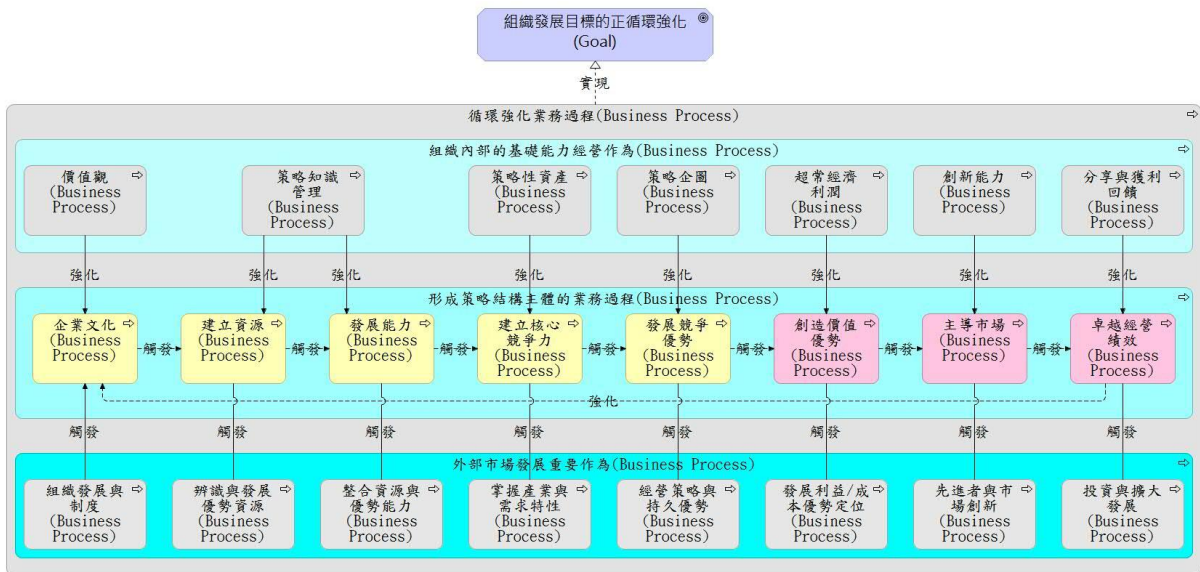 組織發展目標的正循環強化
(Goal)
實現
循環強化業務過程(Business Process)
組織內部的基礎能力經營作為(Business Process)
價值觀
(Business
Process)
策略知識
管理
(Business
Process)
策略性資產
(Business
Process)
策略企圖
(Business
Process)
超常經濟
利潤
(Business
Process)
創新能力
(Business
Process)
分享與獲利
回饋
(Business
Process)
強化
強化
強化
強化
強化
強化
強化
強化
形成策略結構主體的業務過程(Business Process)
企業文化
(Business
Process)
觸發
建立資源
(Business
Process)
觸發
發展能力
(Business
Process)
觸發
建立核心
競爭力
(Business
Process)
觸發
發展競爭
優勢
(Business
Process)
觸發
創造價值
優勢
(Business
Process)
觸發
主導市場
(Business
Process)
觸發
卓越經營
績效
(Business
Process)
強化
觸發
觸發
觸發
觸發
觸發
觸發
觸發
觸發
外部市場發展重要作為(Business Process)
組織發展與
制度
(Business
Process)
辨識與發展
優勢資源
(Business
Process)
整合資源與
優勢能力
(Business
Process)
掌握產業與
需求特性
(Business
Process)
經營策略與
持久優勢
(Business
Process)
發展利益/成
本優勢定位
(Business
Process)
先進者與市
場創新
(Business
Process)
投資與擴大
發展
(Business
Process)